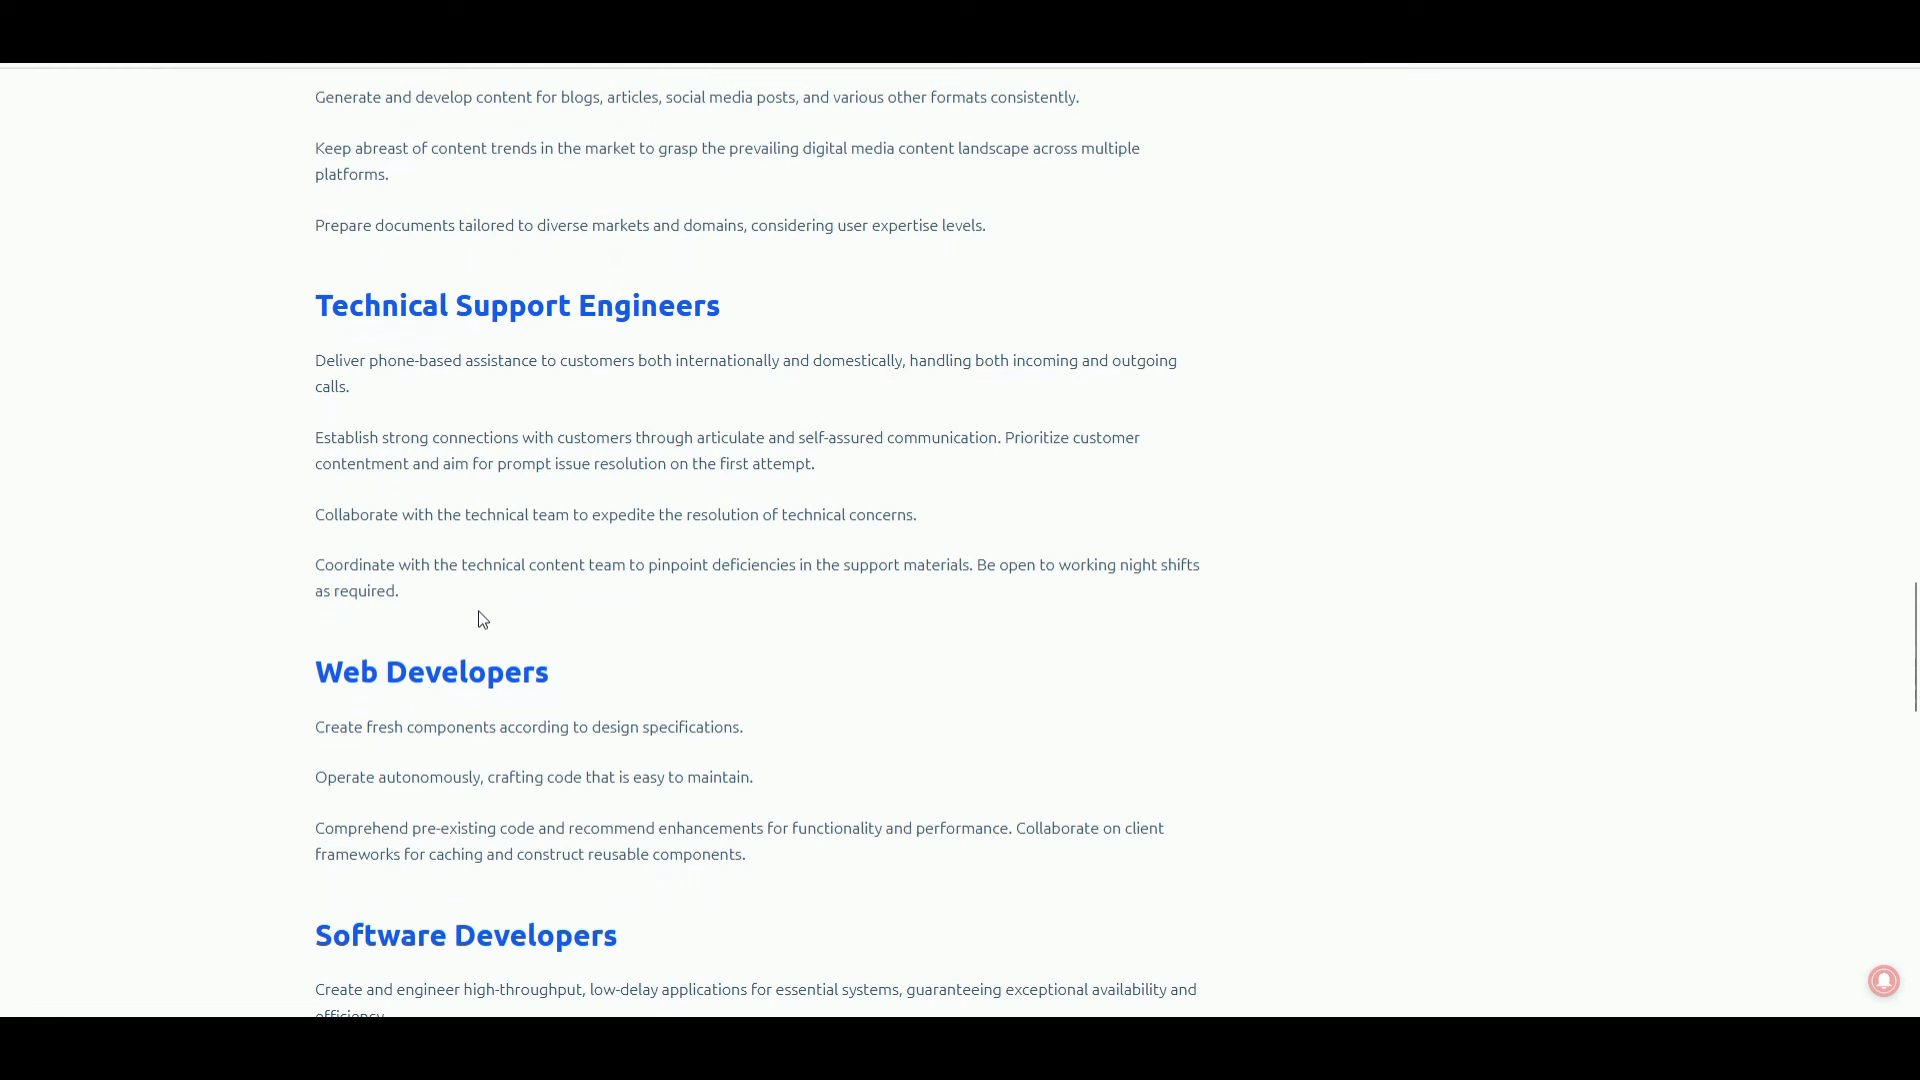 Generate and develop content for blogs, articles, social media posts, and various other formats consistently.
Keep abreast of content trends in the market to grasp the prevailing digital media content landscape across multiple
platforms.
Prepare documents tailored to diverse markets and domains, considering user expertise levels.
Technical Support Engineers
Deliver phone-based assistance to customers both internationally and domestically, handling both incoming and outgoing
calls.
Establish strong connections with customers through articulate and self-assured communication. Prioritize customer
contentment and aim for prompt issue resolution on the first attempt.
Collaborate with the technical team to expedite the resolution of technical concerns.
Coordinate with the technical content team to pinpoint deficiencies in the support materials. Be open to working night shifts
as required.
Web Developers
Create fresh components according to design specifications.
Operate autonomously, crafting code that is easy to maintain.
Comprehend pre-existing code and recommend enhancements for functionality and performance. Collaborate on client
frameworks for caching and construct reusable components.
Software Developers
Create and engineer high-throughput, low-delay applications for essential systems, guaranteeing exceptional availability and
efficiency.